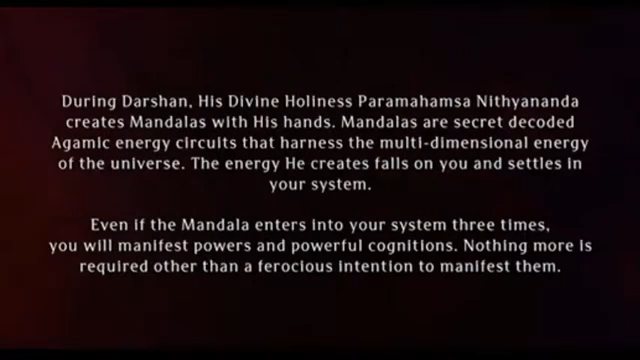 During Darshan, His Divine Holiness Paramahamsa Nithyananda
creates Mandalas with His hands. Mandalas are secret decoded
Agamic energy circuits that harness the multi-dimensional energy
of the universe. The energy He creates falls on you and settles in
your system.
Even if the Mandala enters into your system three times,
you will manifest powers and powerful cognitions. Nothing more is
required other than a ferocious intention to manifest them.